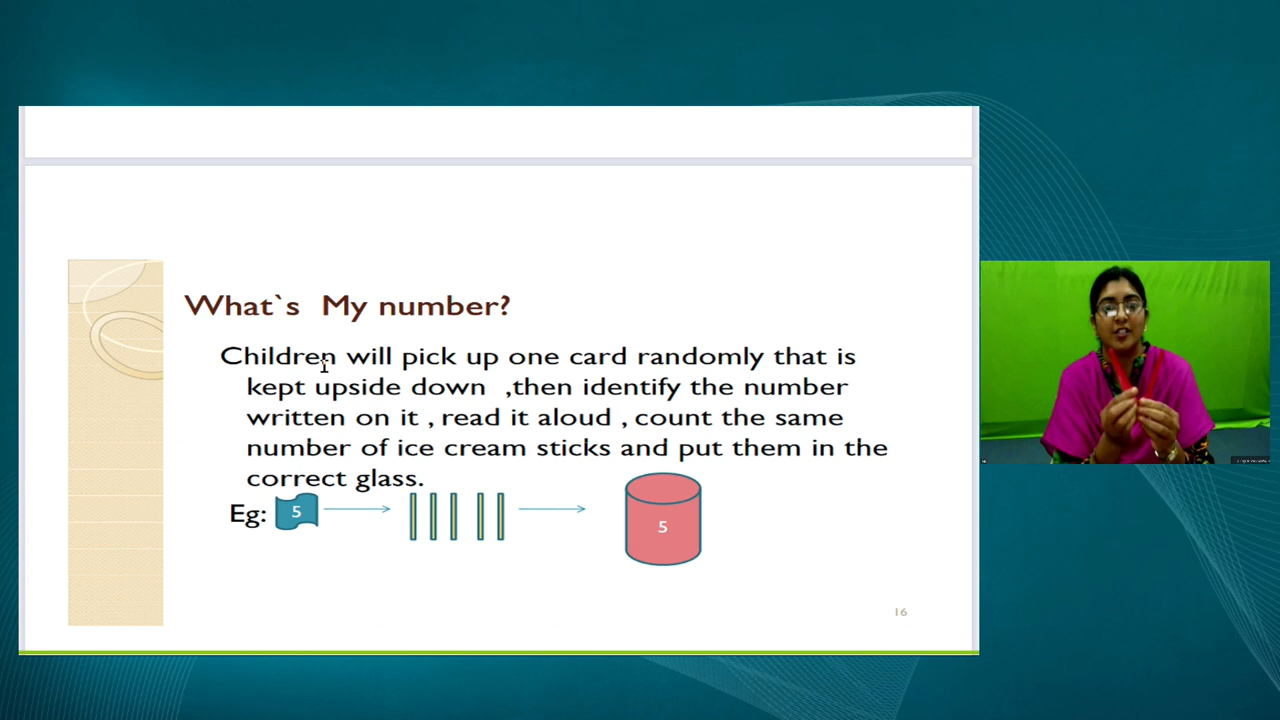 What`s My number?
Children will pick up one card randomly that is
kept upside down ,then identify the number
written on it , read it aloud , count the same
number of ice cream sticks and put them in the
correct glass.
Eg: 5 5
16